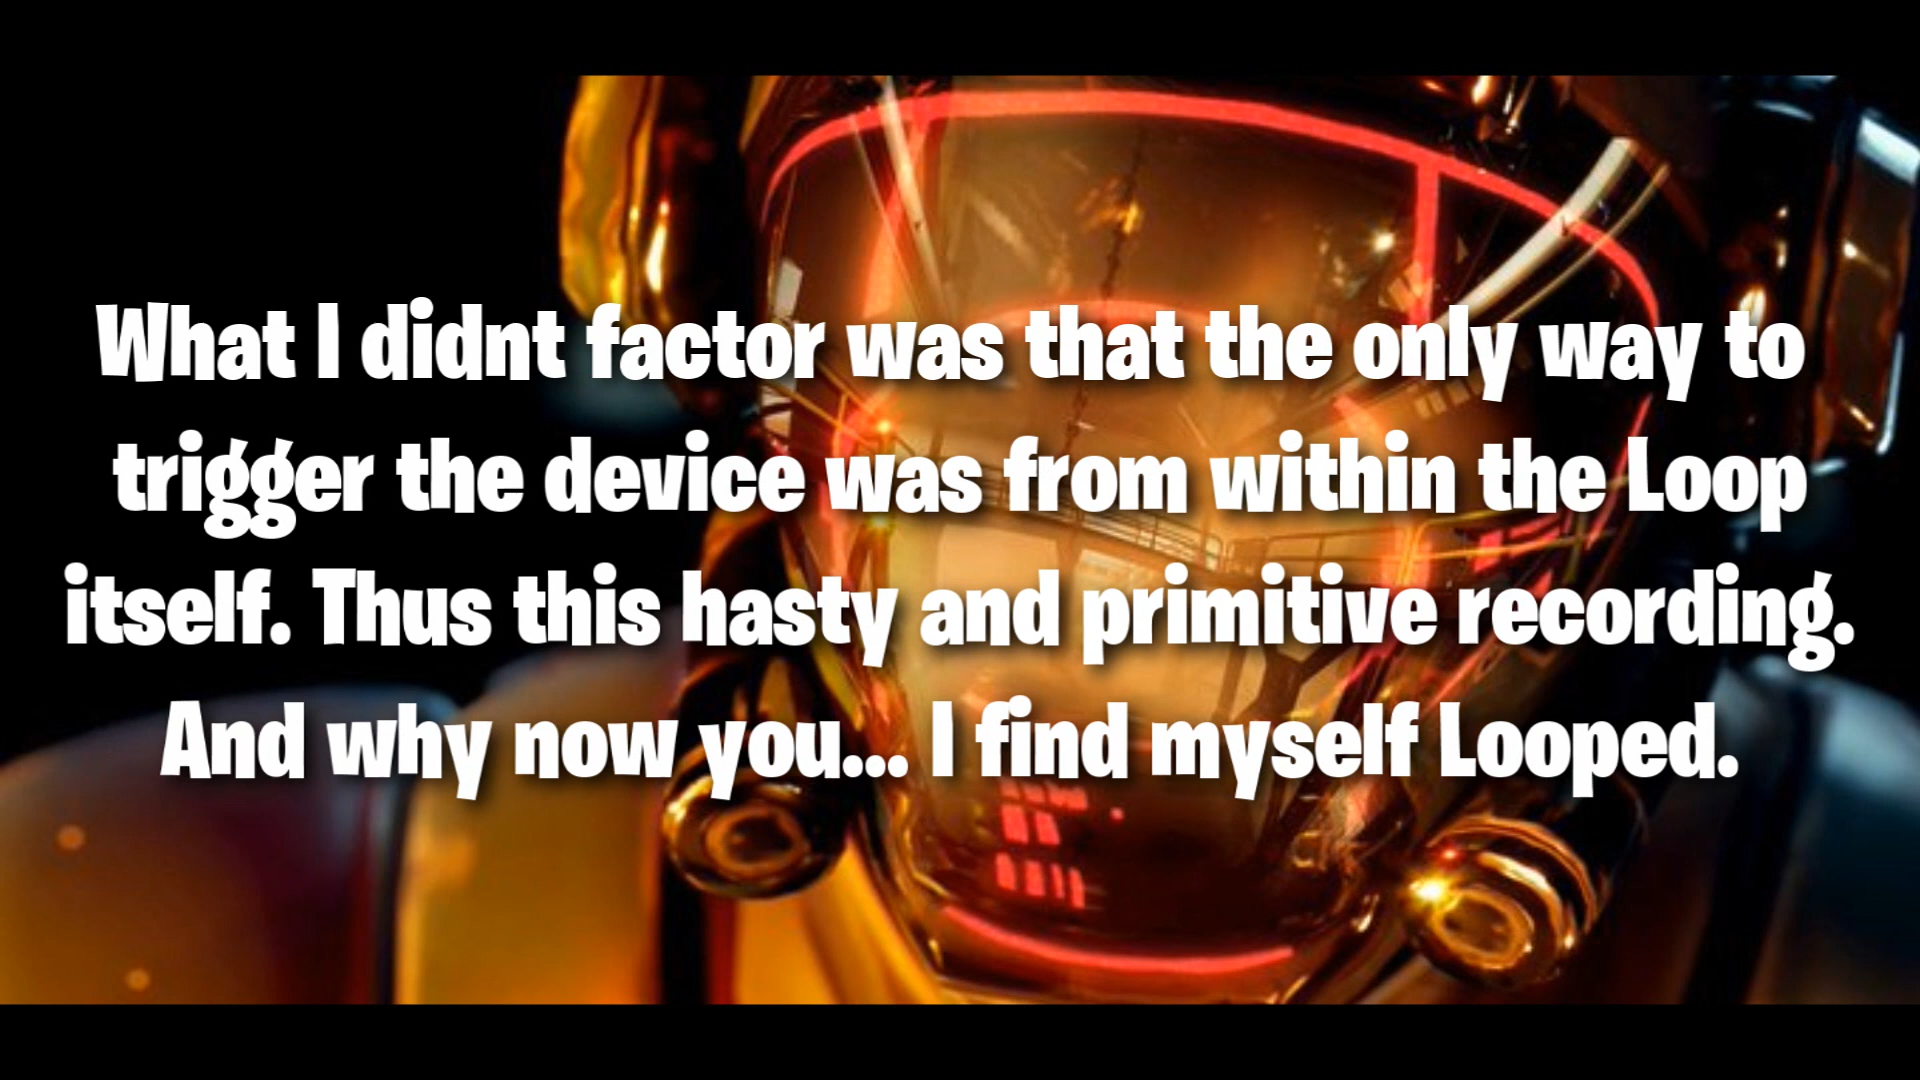 What I didnt factor was that the only way to
trigger the device was from within the Loop
itself. Thus this hasty and primitive recording.
And why now you... I find myself Looped.